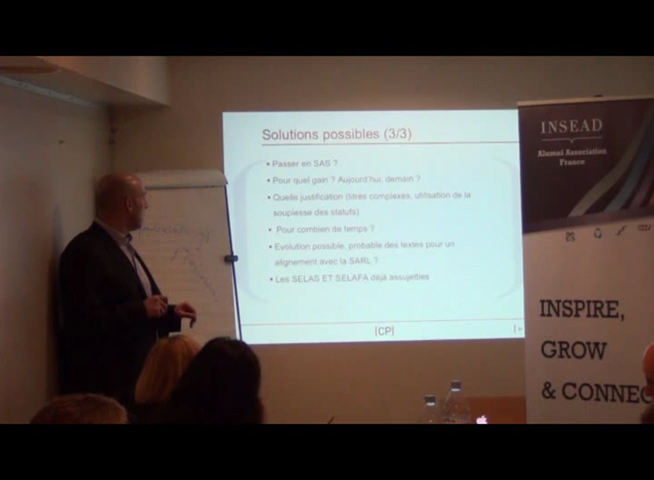 Solutions possibles (3/3)
• Passer en SAS ?
• Pour quel gain ? Aujourd'hui, demain ?
• Quelle justification (titres complexes, utilisation de la
souplesse des statuts)
• Pour combien de temps ?
• Evolution possible, probable des textes pour un
alignement avec la SARL ?
• Les SELAS ET SELAFA déjà assujetties
|CP|
INSEAD
Alumni Association
France
INSPIRE,
GROW
& CONNEC